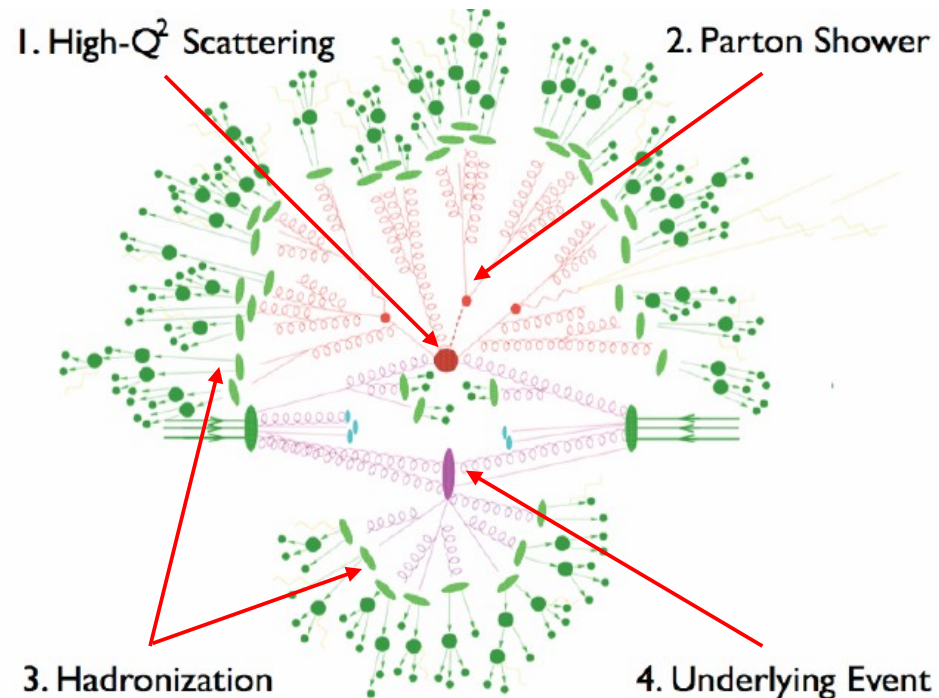 1. High-Q² Scattering
2. Parton Shower
3. Hadronization
4. Underlying Event